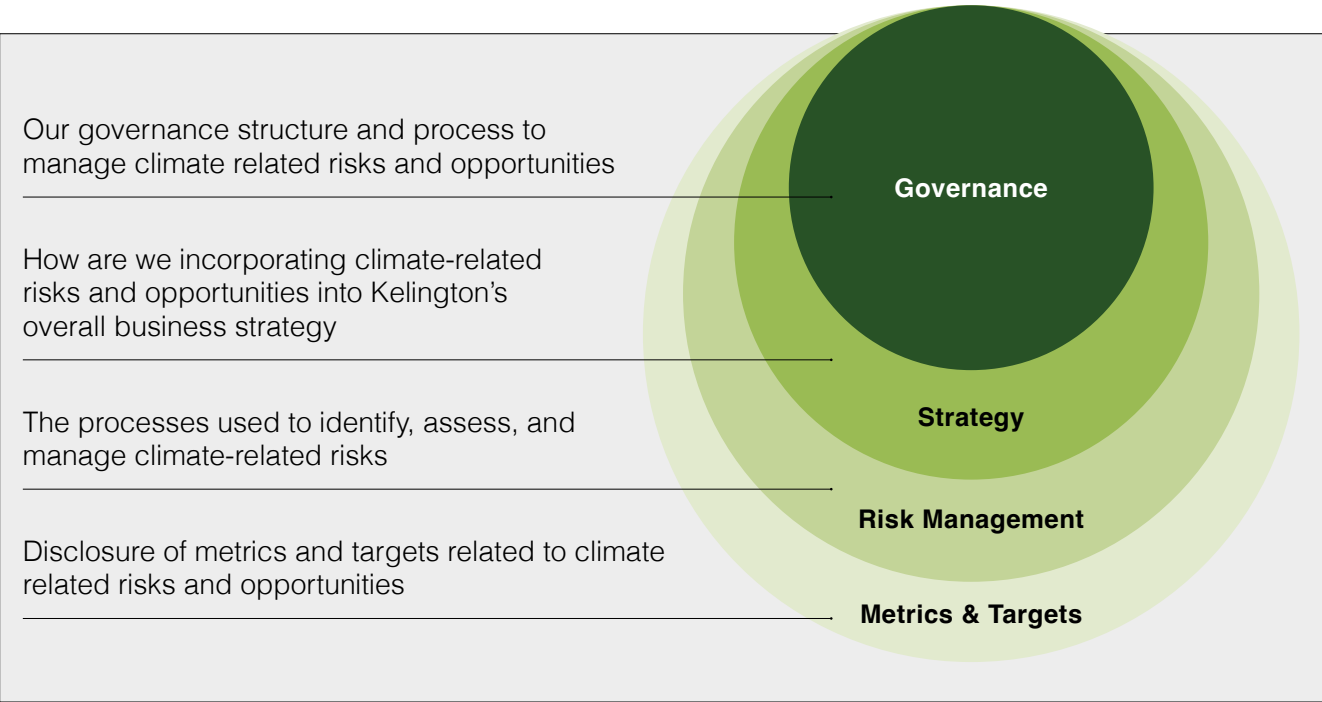 Our governance structure and process to
manage climate related risks and opportunities
Governance
How are we incorporating climate-related
risks and opportunities into Kelington’s
overall business strategy
Strategy
The processes used to identify, assess, and
manage climate-related risks
Risk Management
Disclosure of metrics and targets related to climate
related risks and opportunities
Metrics & Targets